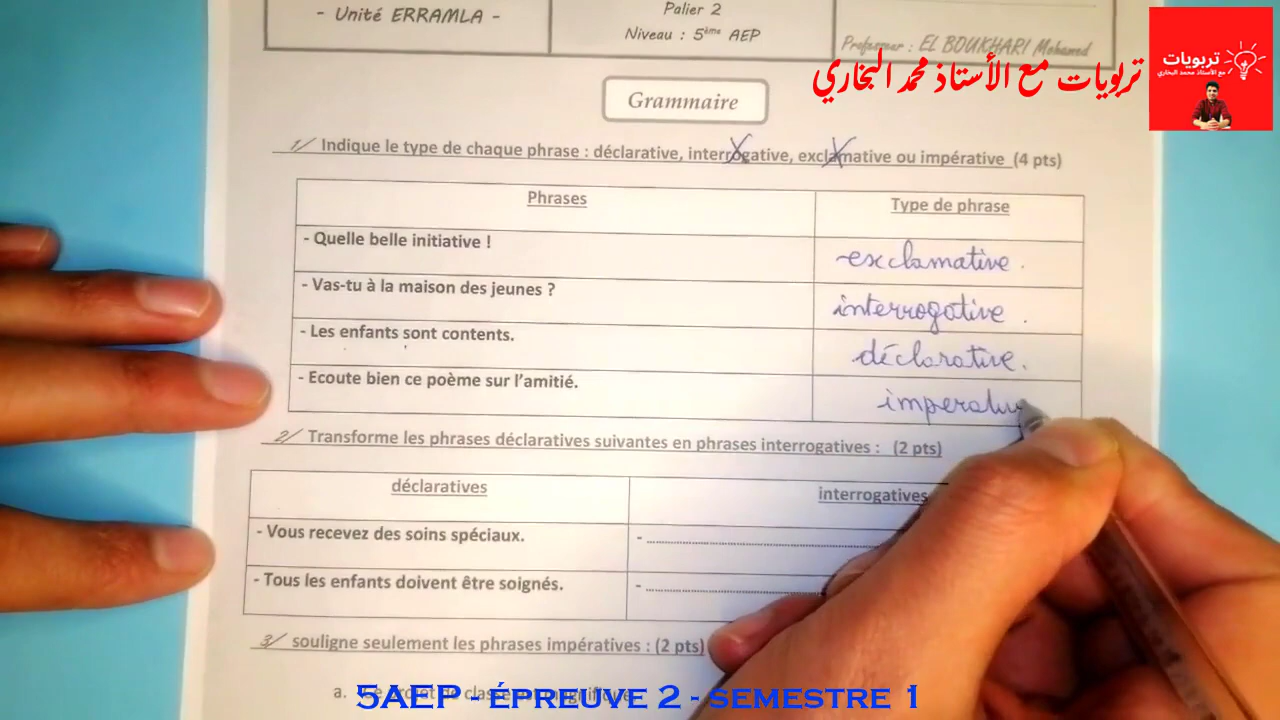 - Unité ERRAMLA -
Palier 2
Niveau : 5ème AEP
Professeur : EL BOUKHARI Mohamed
تربويات
مع الأستاذ محمد البخاري
تربويات مع الأستاذ محمد البخاري
Grammaire
1/ Indique le type de chaque phrase : déclarative, interrogative, exclamative ou impérative (4 pts)
Phrases
Type de phrase
- Quelle belle initiative !
exclamative .
- Vas-tu à la maison des jeunes ?
interrogative .
- Les enfants sont contents.
déclarative.
- Ecoute bien ce poème sur l'amitié.
imperative
2/ Transforme les phrases déclaratives suivantes en phrases interrogatives : (2 pts)
déclaratives
interrogatives
- Vous recevez des soins spéciaux.
- ....................
- Tous les enfants doivent être soignés.
- ....................
3/ souligne seulement les phrases impératives : (2 pts)
a.
5AEP - épreuve 2 - semestre 1